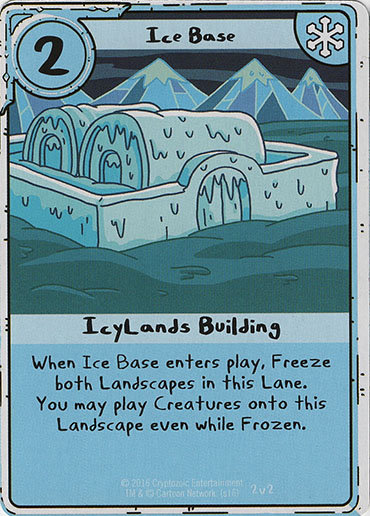 Ice Base
2
IcyLands Building
When Ice Base enters play, Freeze
both Landscapes in this Lane.
You may play Creatures onto this
Landscape even while Frozen.
© 2016 Cryptozoic Entertainment
TM & © Cartoon Network. (s16)
2v2